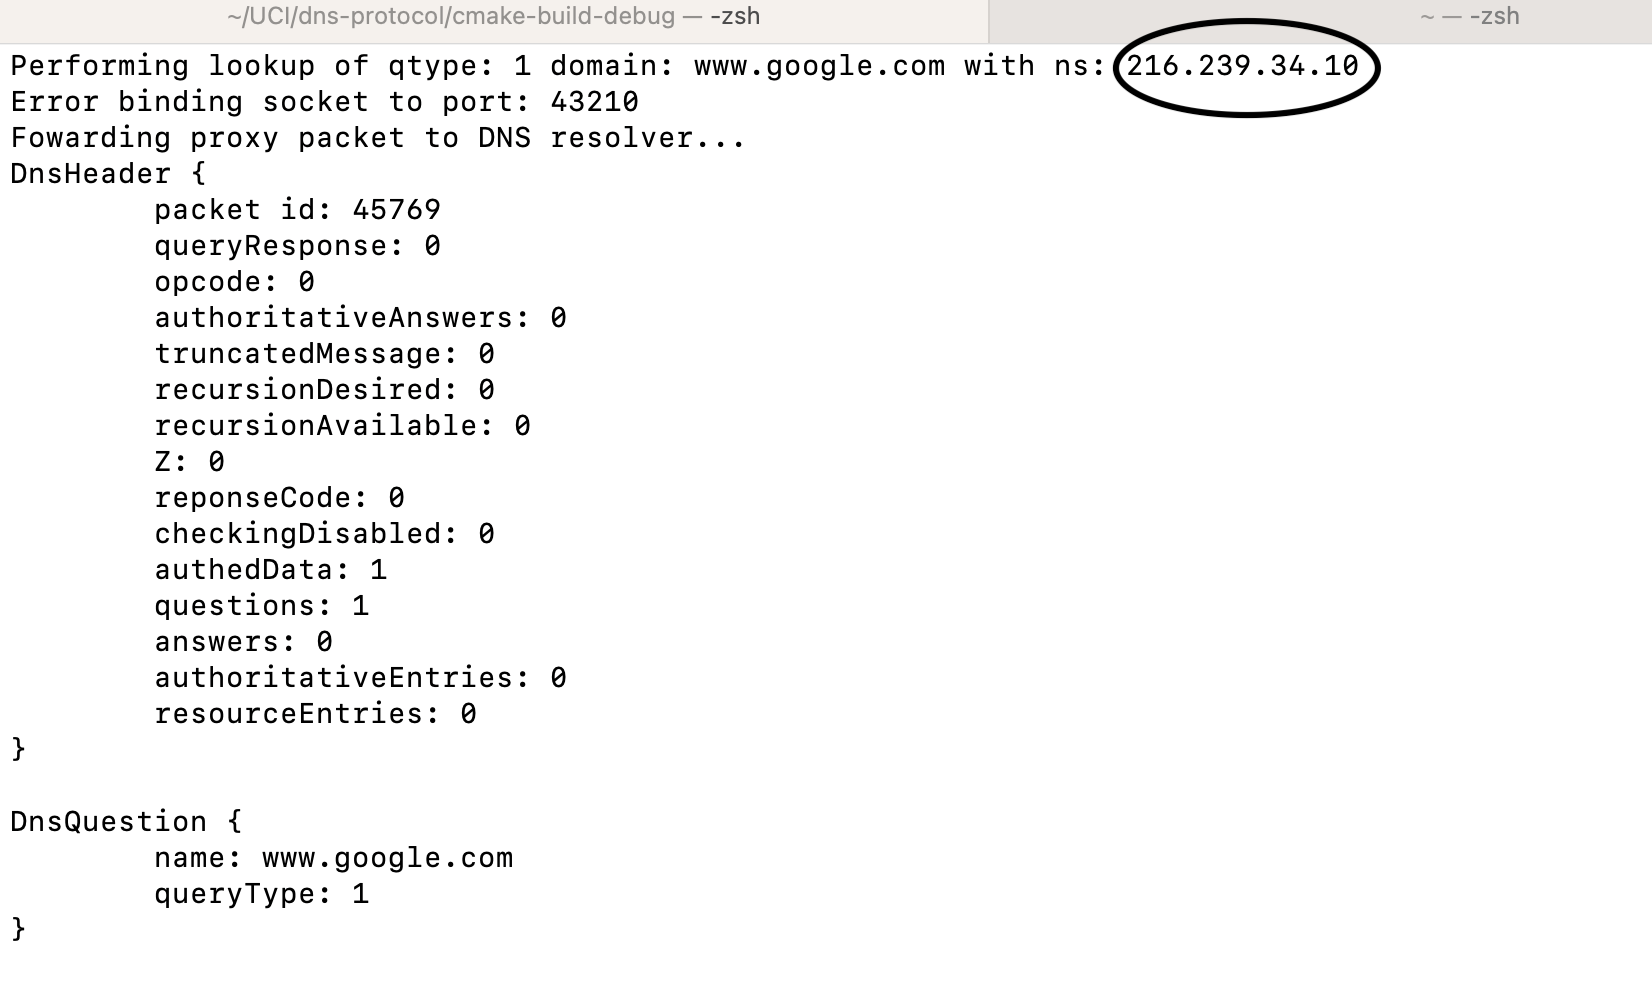 ~/UCI/dns-protocol/cmake-build-debug — -zsh
~ — -zsh
Performing lookup of qtype: 1 domain: www.google.com with ns: 216.239.34.10
Error binding socket to port: 43210
Fowarding proxy packet to DNS resolver...
DnsHeader {
packet id: 45769
queryResponse: 0
opcode: 0
authoritativeAnswers: 0
truncatedMessage: 0
recursionDesired: 0
recursionAvailable: 0
Z: 0
reponseCode: 0
checkingDisabled: 0
authedData: 1
questions: 1
answers: 0
authoritativeEntries: 0
resourceEntries: 0
}
DnsQuestion {
name: www.google.com
queryType: 1
}